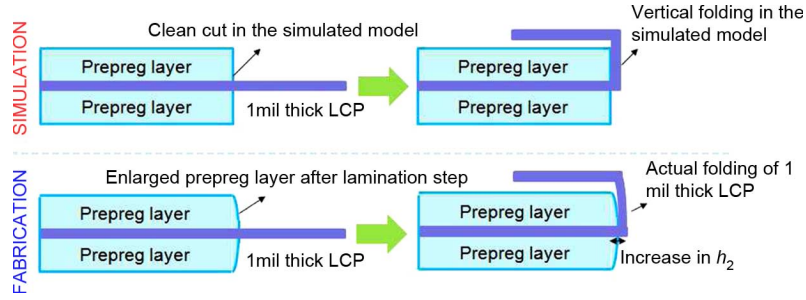 SIMULATION
Clean cut in the simulated model
Prepreg layer
Prepreg layer
1mil thick LCP
Vertical folding in the
simulated model
Prepreg layer
Prepreg layer
FABRICATION
Enlarged prepreg layer after lamination step
Prepreg layer
Prepreg layer
1mil thick LCP
Actual folding of 1
mil thick LCP
Prepreg layer
Prepreg layer
Increase in h2